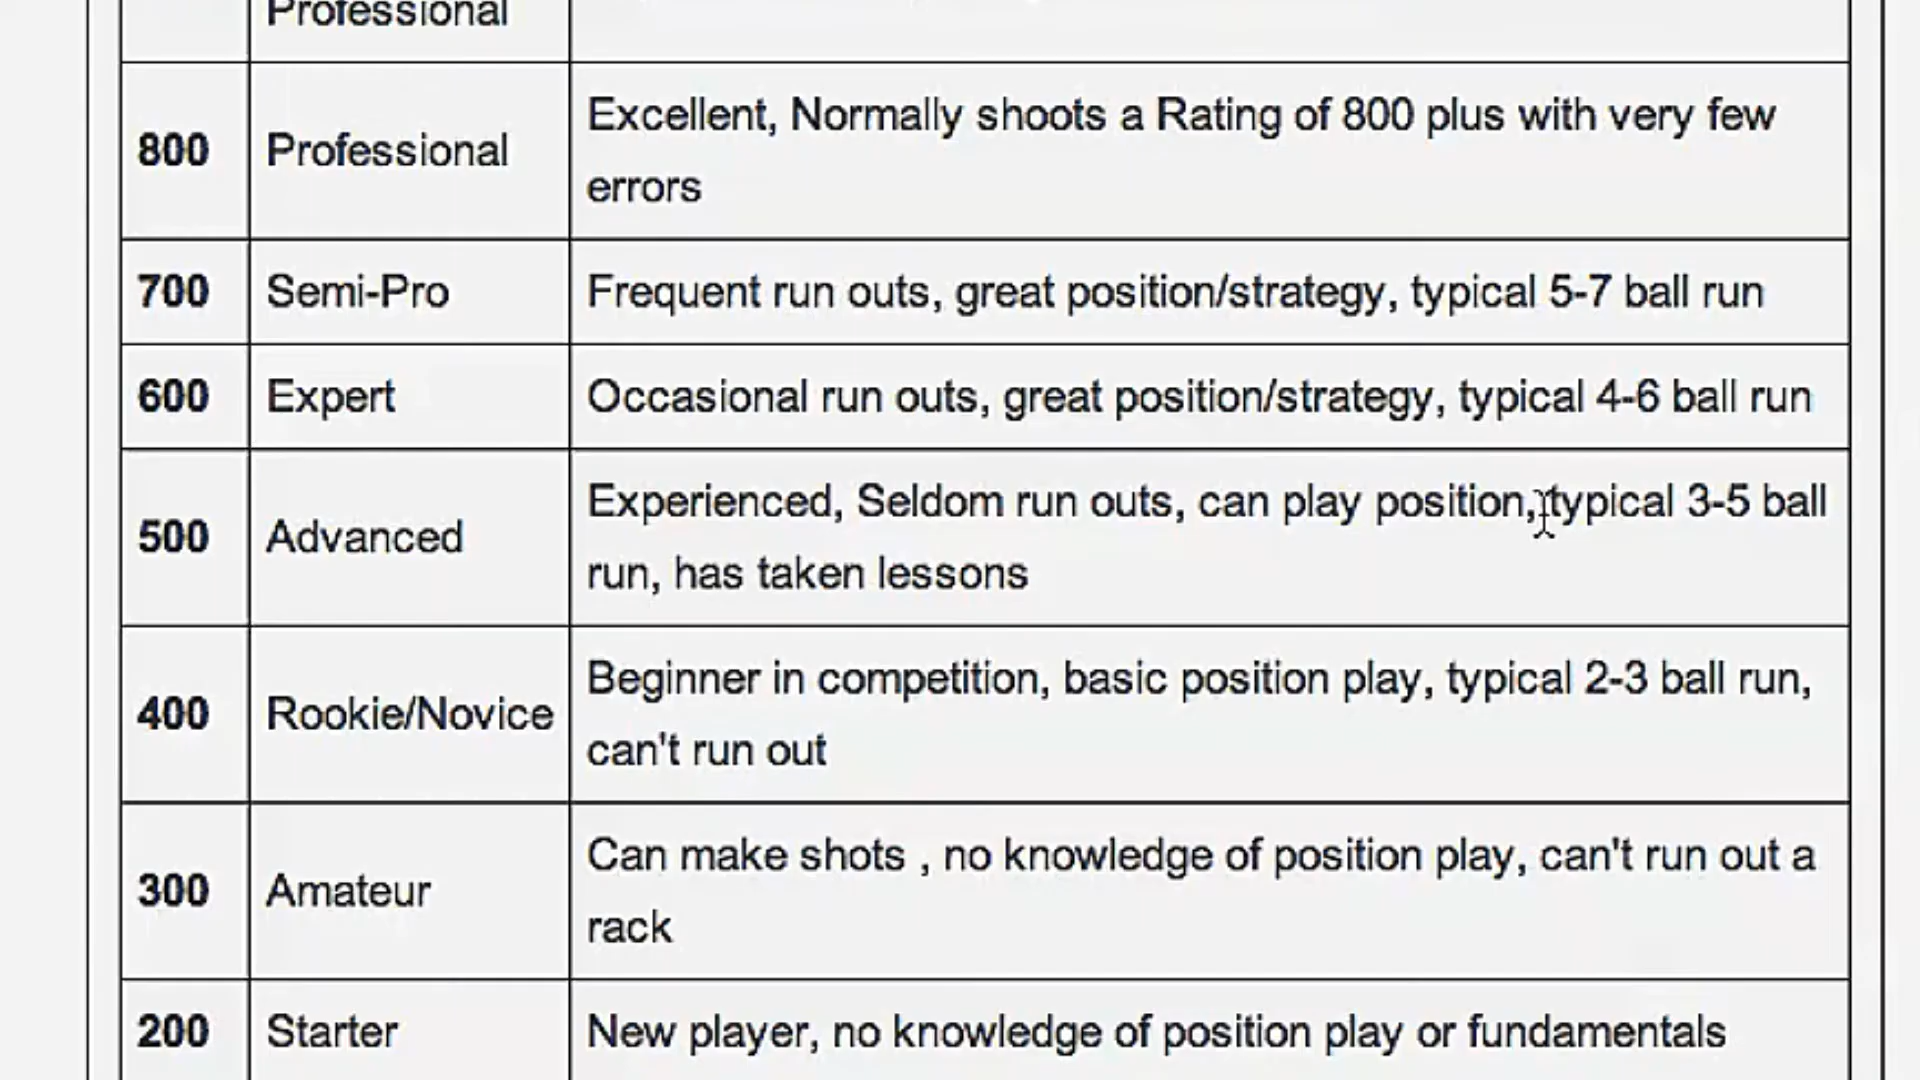 Professional
800 Professional Excellent, Normally shoots a Rating of 800 plus with very few
errors
700 Semi-Pro Frequent run outs, great position/strategy, typical 5-7 ball run
600 Expert Occasional run outs, great position/strategy, typical 4-6 ball run
500 Advanced Experienced, Seldom run outs, can play position, typical 3-5 ball
run, has taken lessons
400 Rookie/Novice Beginner in competition, basic position play, typical 2-3 ball run,
can't run out
300 Amateur Can make shots , no knowledge of position play, can't run out a
rack
200 Starter New player, no knowledge of position play or fundamentals